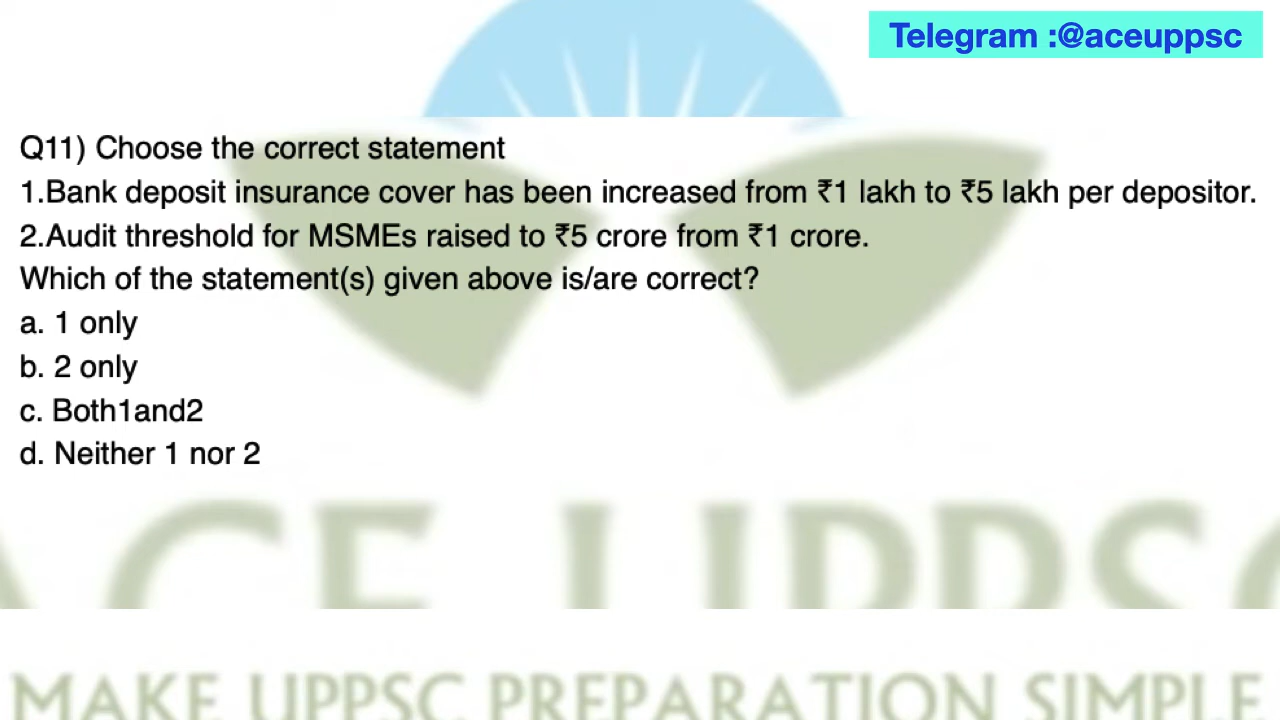 Telegram :@aceuppsc
Q11) Choose the correct statement
1.Bank deposit insurance cover has been increased from ₹1 lakh to ₹5 lakh per depositor.
2.Audit threshold for MSMEs raised to ₹5 crore from ₹1 crore.
Which of the statement(s) given above is/are correct?
a. 1 only
b. 2 only
c. Both1and2
d. Neither 1 nor 2
ACE UPPSC
MAKE UPPSC PREPARATION SIMPLE